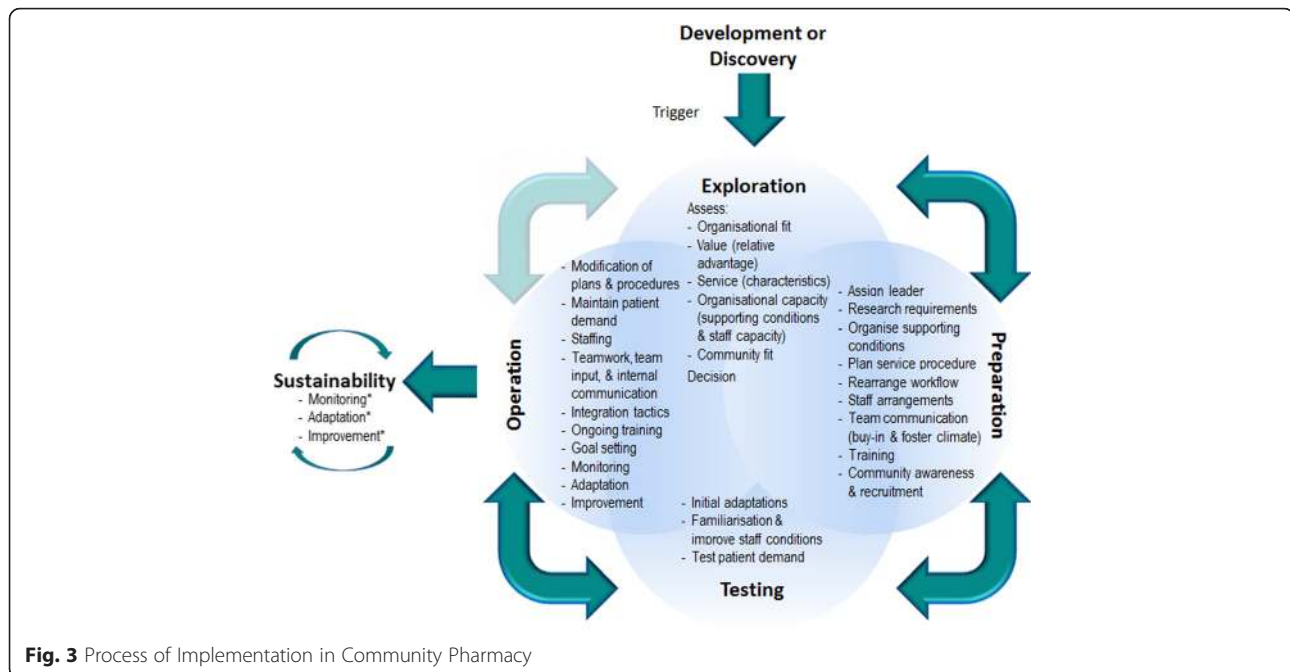 Development or
Discovery
Trigger
Exploration
Assess:
- Organisational fit
- Value (relative
advantage)
- Service (characteristics)
- Organisational capacity
(supporting conditions
& staff capacity)
- Community fit
Decision
- Assign leader
- Research requirements
- Organise supporting
conditions
- Plan service procedure
- Rearrange workflow
- Staff arrangements
- Team communication
(buy-in & foster climate)
- Training
- Community awareness
& recruitment
Preparation
- Initial adaptations
- Familiarisation &
improve staff conditions
- Test patient demand
Testing
Operation
- Modification of
plans & procedures
- Maintain patient
demand
- Staffing
- Teamwork, team
input, & internal
communication
- Integration tactics
- Ongoing training
- Goal setting
- Monitoring
- Adaptation
- Improvement
Sustainability
- Monitoring*
- Adaptation*
- Improvement*
Fig. 3 Process of Implementation in Community Pharmacy